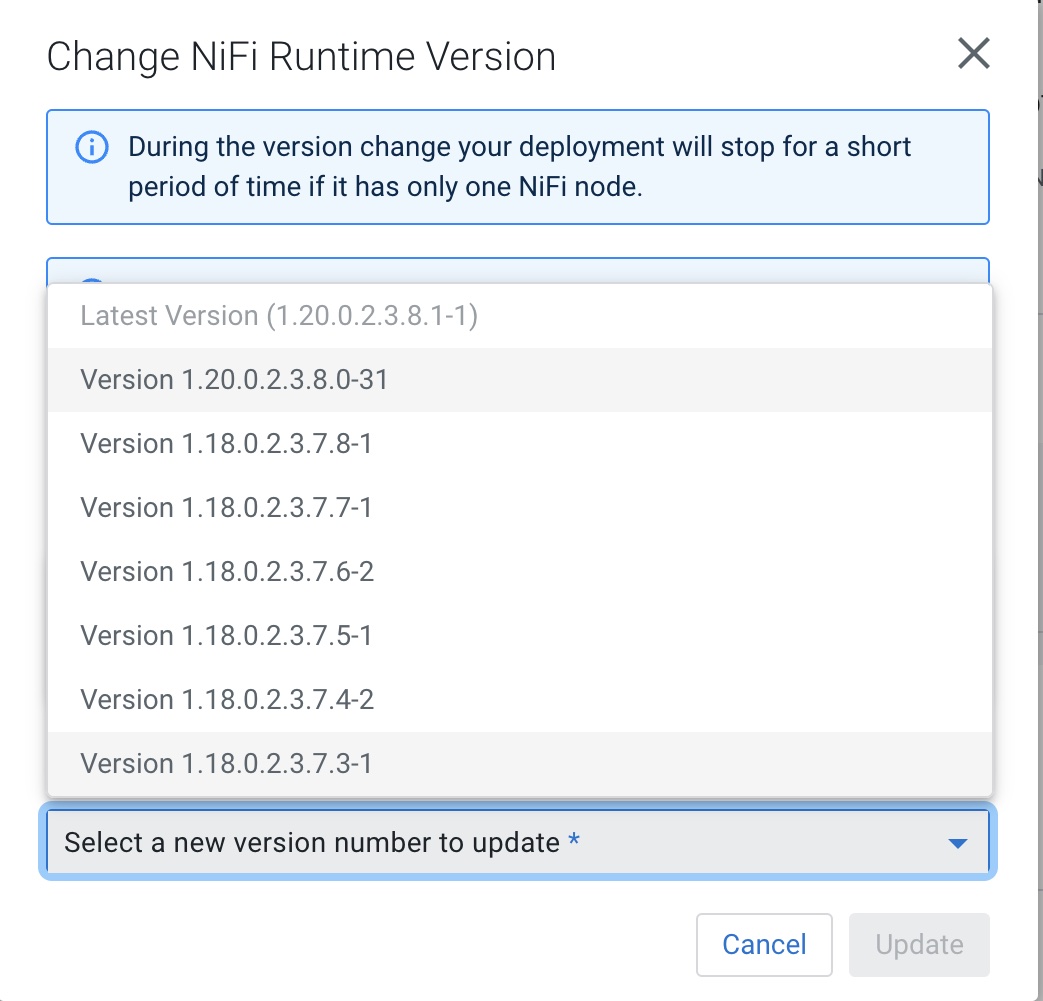 Change NiFi Runtime Version
During the version change your deployment will stop for a short
period of time if it has only one NiFi node.
Latest Version (1.20.0.2.3.8.1-1)
Version 1.20.0.2.3.8.0-31
Version 1.18.0.2.3.7.8-1
Version 1.18.0.2.3.7.7-1
Version 1.18.0.2.3.7.6-2
Version 1.18.0.2.3.7.5-1
Version 1.18.0.2.3.7.4-2
Version 1.18.0.2.3.7.3-1
Select a new version number to update *
Cancel
Update